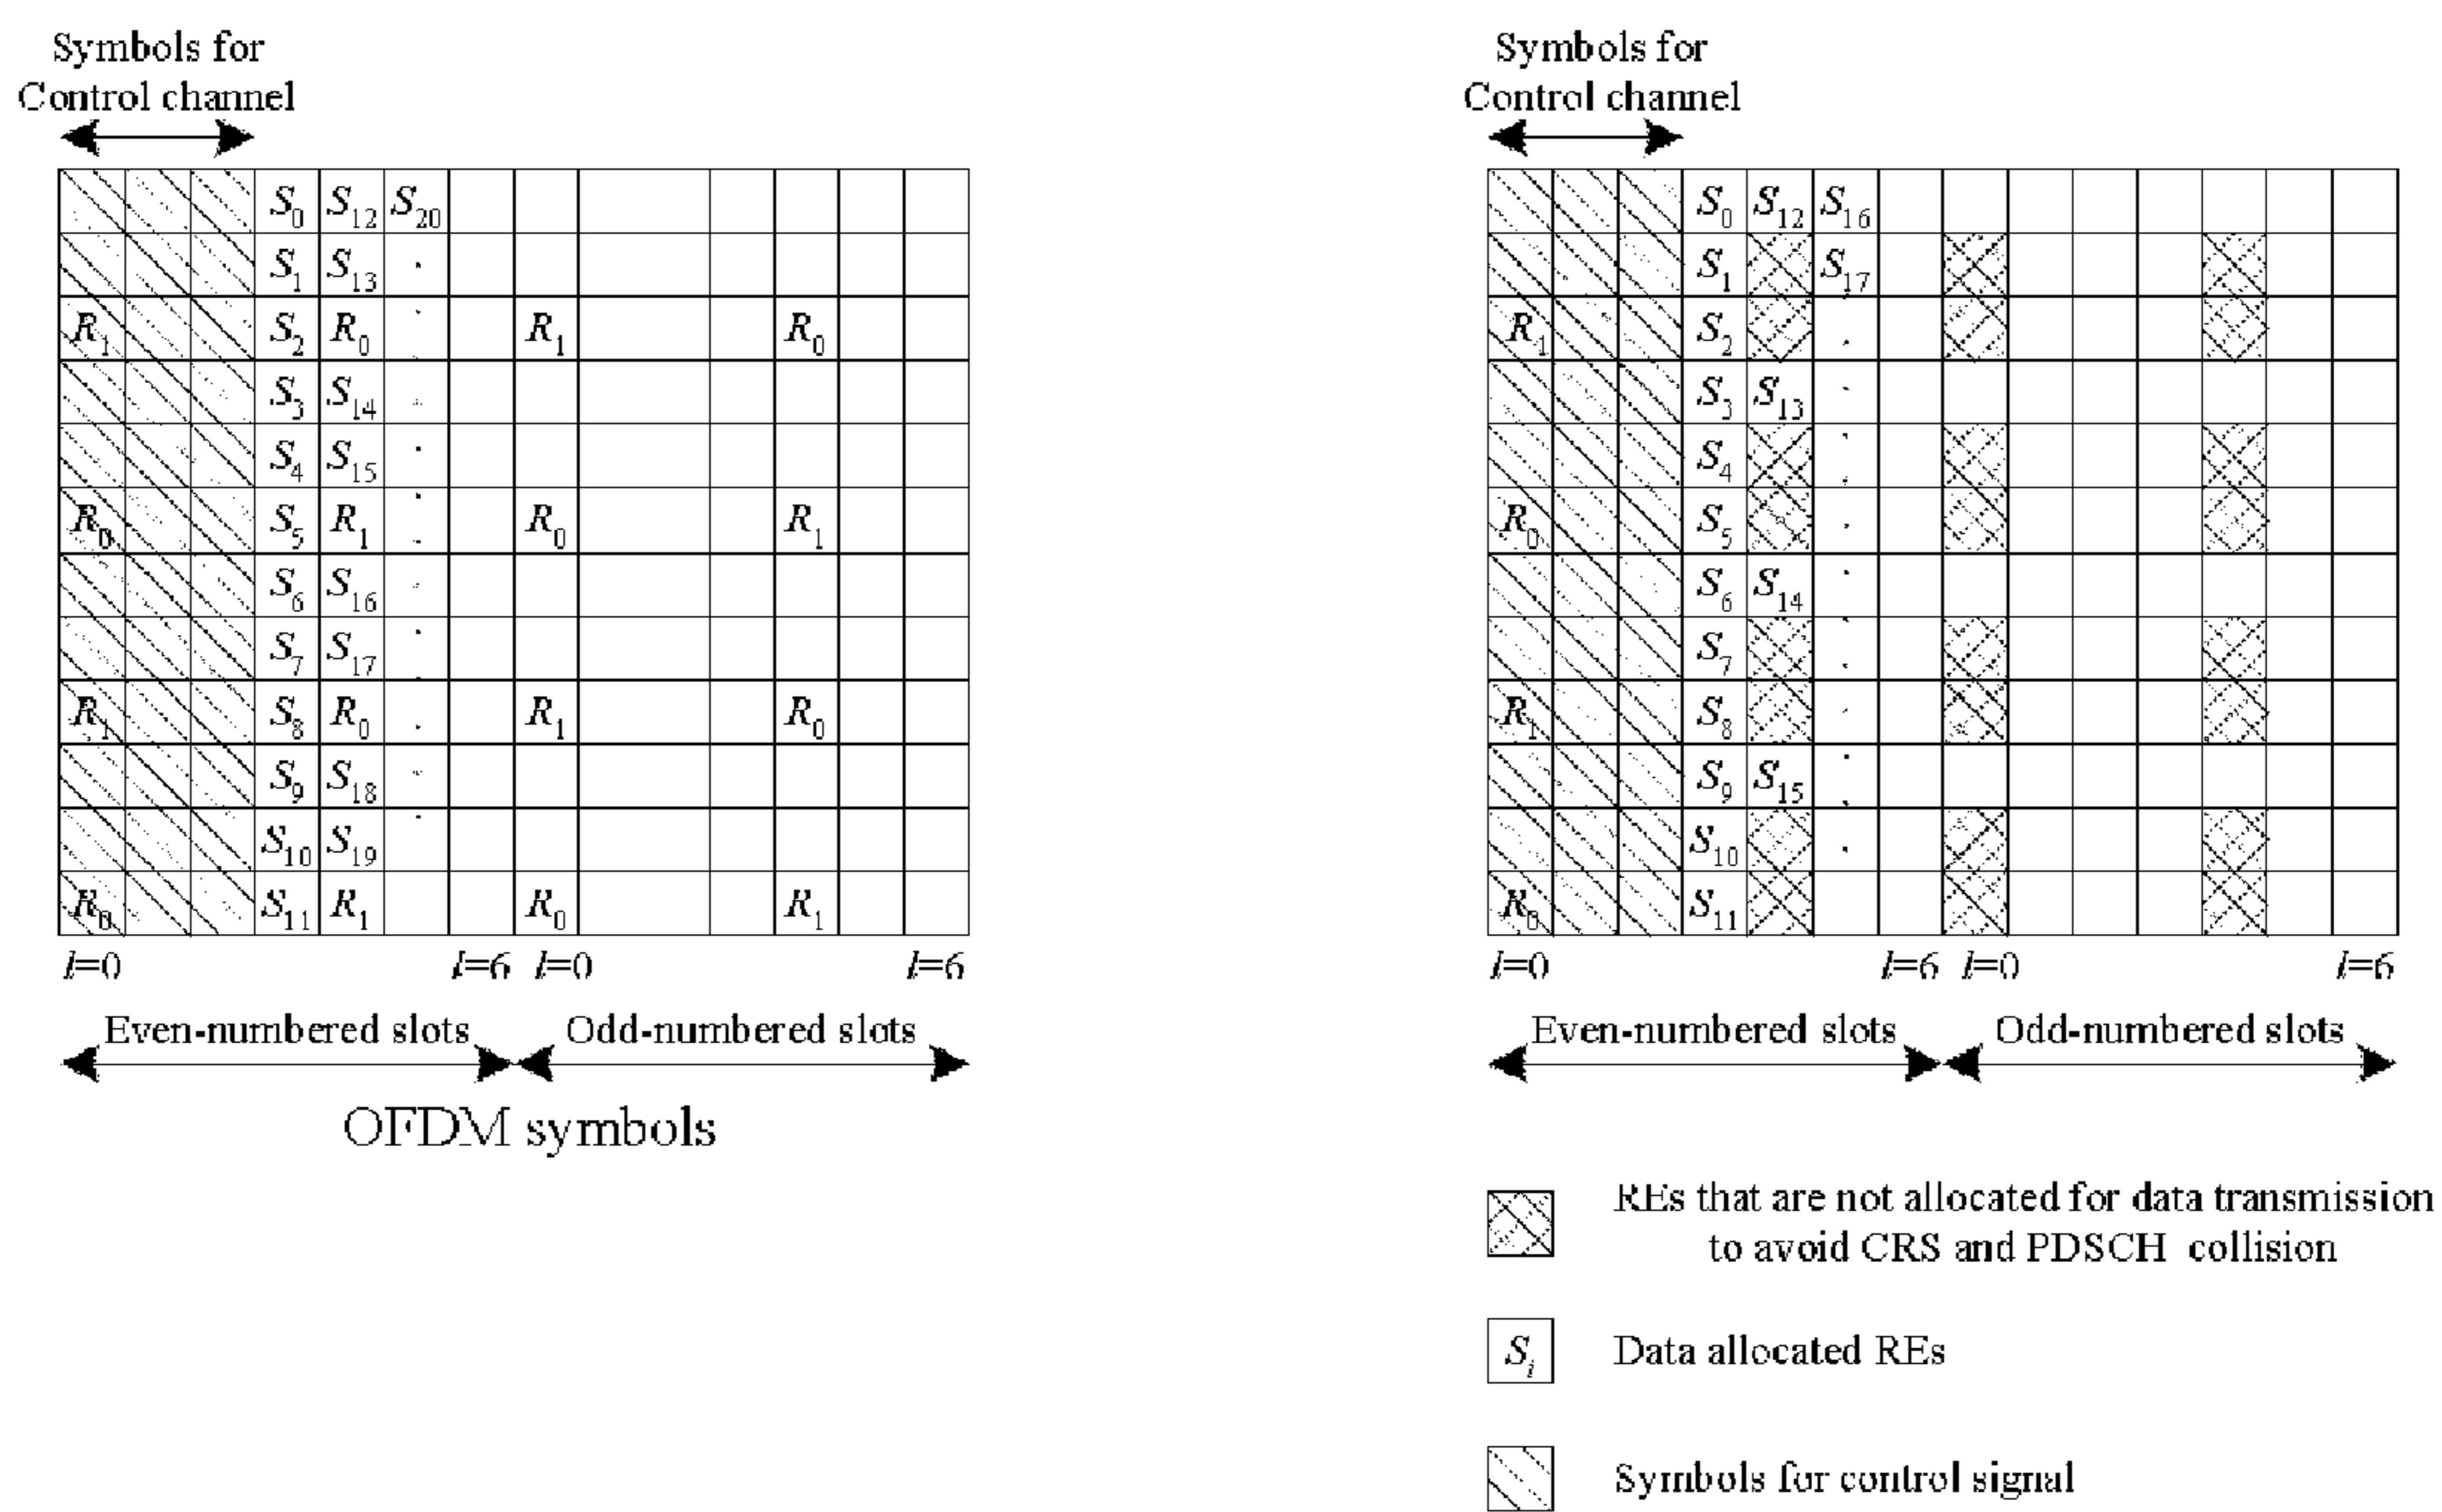 Symbols for
Control channel
S0 S12 S20
S1 S13
R1 S2 R0 R1 R0
S3 S14
S4 S15
R0 S5 R1 R0 R1
S6 S16
S7 S17
R1 S8 R0 R1 R0
S9 S18
S10 S19
R0 S11 R1 R0 R1
l=0 l=6 l=0 l=6
Even-numbered slots Odd-numbered slots
OFDM symbols
Symbols for
Control channel
S0 S12 S16
S1 S17
R1 S2
S3 S13
S4
R0 S5
S6 S14
S7
R1 S8
S9 S15
S10
R0 S11
l=0 l=6 l=0 l=6
Even-numbered slots Odd-numbered slots
REs that are not allocated for data transmission
to avoid CRS and PDSCH collision
Si Data allocated REs
Symbols for control signal